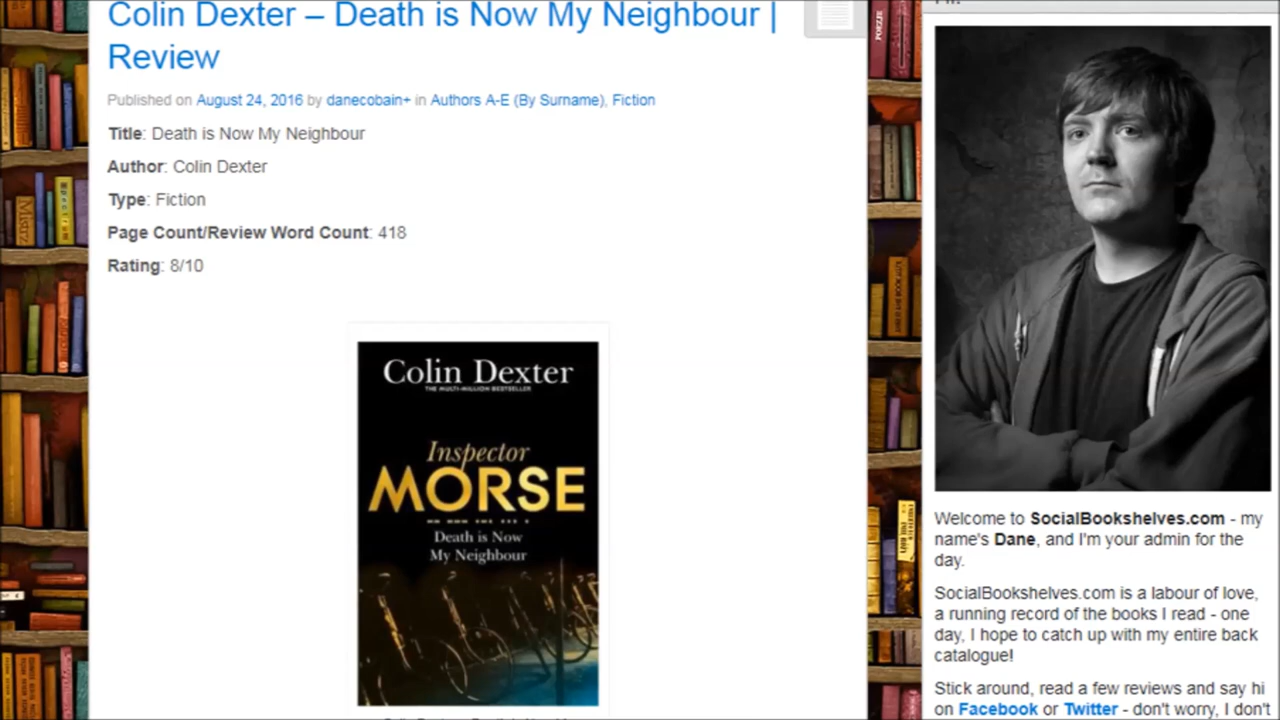 Colin Dexter – Death is Now My Neighbour |
Review
Published on August 24, 2016 by danecobain+ in Authors A-E (By Surname), Fiction
Title: Death is Now My Neighbour
Author: Colin Dexter
Type: Fiction
Page Count/Review Word Count: 418
Rating: 8/10
Colin Dexter
THE MULTI-MILLION BESTSELLER
Inspector
MORSE
Death is Now
My Neighbour
Welcome to SocialBookshelves.com - my
name's Dane, and I'm your admin for the
day.
SocialBookshelves.com is a labour of love,
a running record of the books I read - one
day, I hope to catch up with my entire back
catalogue!
Stick around, read a few reviews and say hi
on Facebook or Twitter - don't worry, I don't